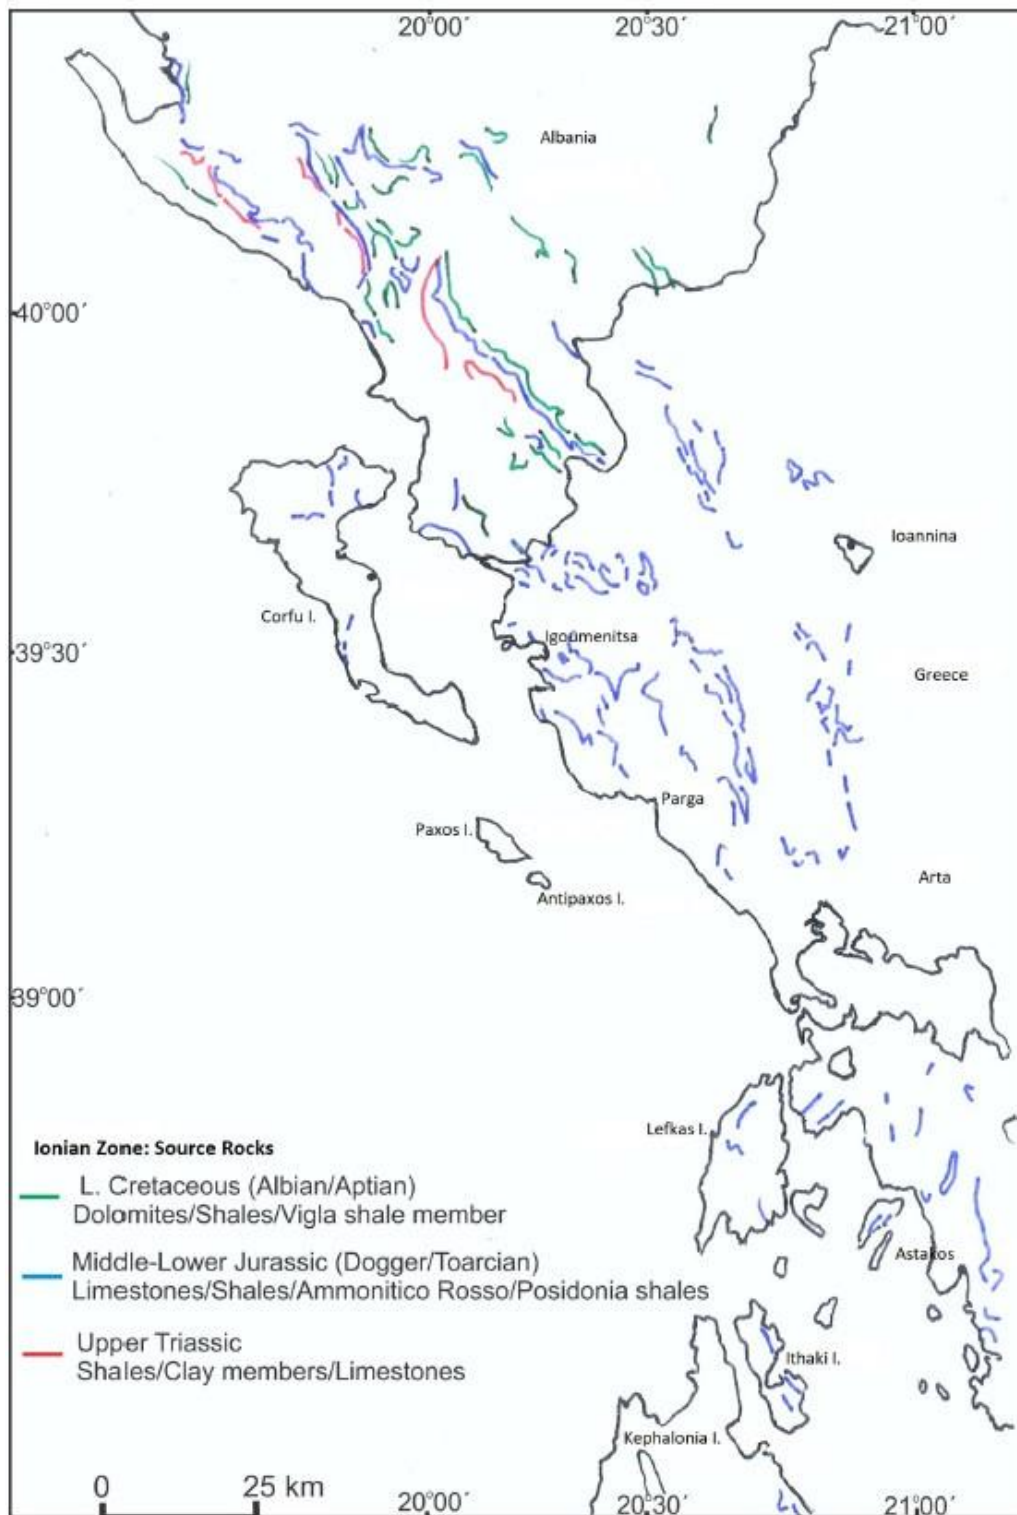 20°00´ 20°30´ 21°00´
Albania
40°00´
Ioannina
Corfu I.
Igoumenitsa
39°30´
Greece
Parga
Paxos I.
Arta
Antipaxos I.
39°00´
Lefkas I.
Ionian Zone: Source Rocks
L. Cretaceous (Albian/Aptian)
Dolomites/Shales/Vigla shale member
Astakos
Middle-Lower Jurassic (Dogger/Toarcian)
Limestones/Shales/Ammonitico Rosso/Posidonia shales
Upper Triassic
Shales/Clay members/Limestones
Ithaki I.
Kephalonia I.
0 25 km
20°00´ 20°30´ 21°00´